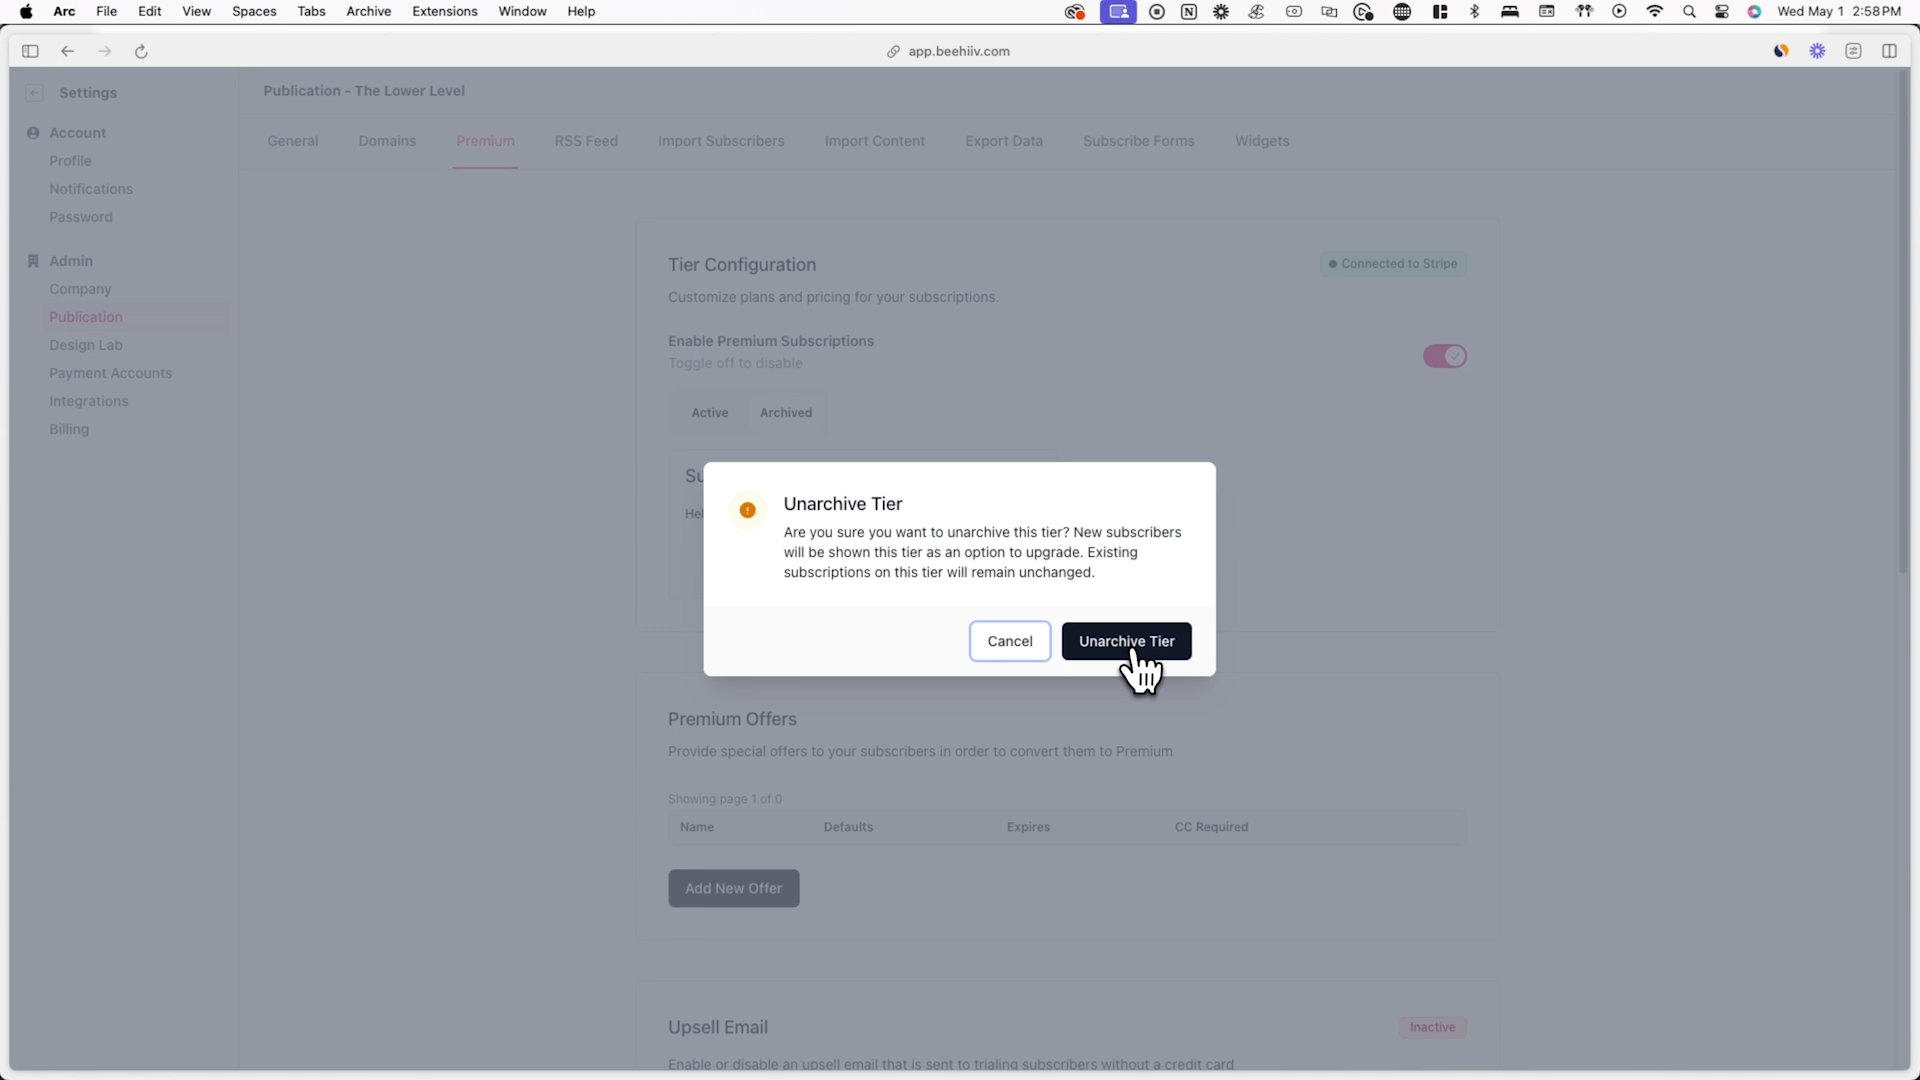 Arc File Edit View Spaces Tabs Archive Extensions Window Help Wed May 1 2:58 PM
app.beehiiv.com
Settings
Publication - The Lower Level
General Domains Premium RSS Feed Import Subscribers Import Content Export Data Subscribe Forms Widgets
Account
Profile
Notifications
Password
Admin
Company
Publication
Design Lab
Payment Accounts
Integrations
Billing
Tier Configuration
Connected to Stripe
Customize plans and pricing for your subscriptions.
Enable Premium Subscriptions
Toggle off to disable
Active Archived
Unarchive Tier
Are you sure you want to unarchive this tier? New subscribers
will be shown this tier as an option to upgrade. Existing
subscriptions on this tier will remain unchanged.
Cancel Unarchive Tier
Premium Offers
Provide special offers to your subscribers in order to convert them to Premium
Showing page 1 of 0
Name Defaults Expires CC Required
Add New Offer
Upsell Email
Inactive
Enable or disable an upsell email that is sent to trialing subscribers without a credit card